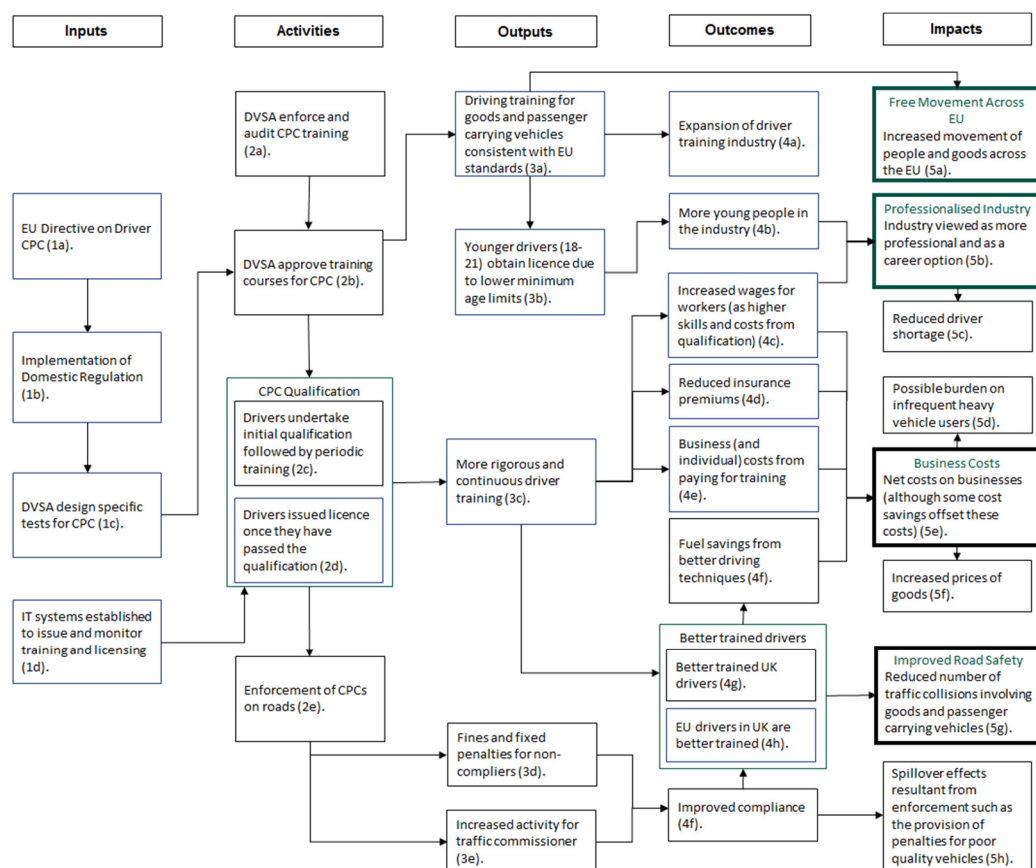 Inputs
Activities
Outputs
Outcomes
Impacts
EU Directive on Driver
CPC (1a).
Implementation of
Domestic Regulation
(1b).
DVSA design specific
tests for CPC (1c).
IT systems established
to issue and monitor
training and licensing
(1d).
DVSA enforce and
audit CPC training
(2a).
DVSA approve training
courses for CPC (2b).
CPC Qualification
Drivers undertake
initial qualification
followed by periodic
training (2c).
Drivers issued licence
once they have
passed the
qualification (2d).
Enforcement of CPCs
on roads (2e).
Driving training for
goods and passenger
carrying vehicles
consistent with EU
standards (3a).
Younger drivers (18-
21) obtain licence due
to lower minimum
age limits (3b).
More rigorous and
continuous driver
training (3c).
Fines and fixed
penalties for non-
compliers (3d).
Increased activity for
traffic commissioner
(3e).
Expansion of driver
training industry (4a).
More young people in
the industry (4b).
Increased wages for
workers (as higher
skills and costs from
qualification) (4c).
Reduced insurance
premiums (4d).
Business (and
individual) costs from
paying for training
(4e).
Fuel savings from
better driving
techniques (4f).
Better trained drivers
Better trained UK
drivers (4g).
EU drivers in UK are
better trained (4h).
Improved compliance
(4f).
Free Movement Across
EU
Increased movement of
people and goods across
the EU (5a).
Professionalised Industry
Industry viewed as more
professional and as a
career option (5b).
Reduced driver
shortage (5c).
Possible burden on
infrequent heavy
vehicle users (5d).
Business Costs
Net costs on businesses
(although some cost
savings offset these
costs) (5e).
Increased prices of
goods (5f).
Improved Road Safety
Reduced number of
traffic collisions involving
goods and passenger
carrying vehicles (5g).
Spillover effects
resultant from
enforcement such as
the provision of
penalties for poor
quality vehicles (5h).